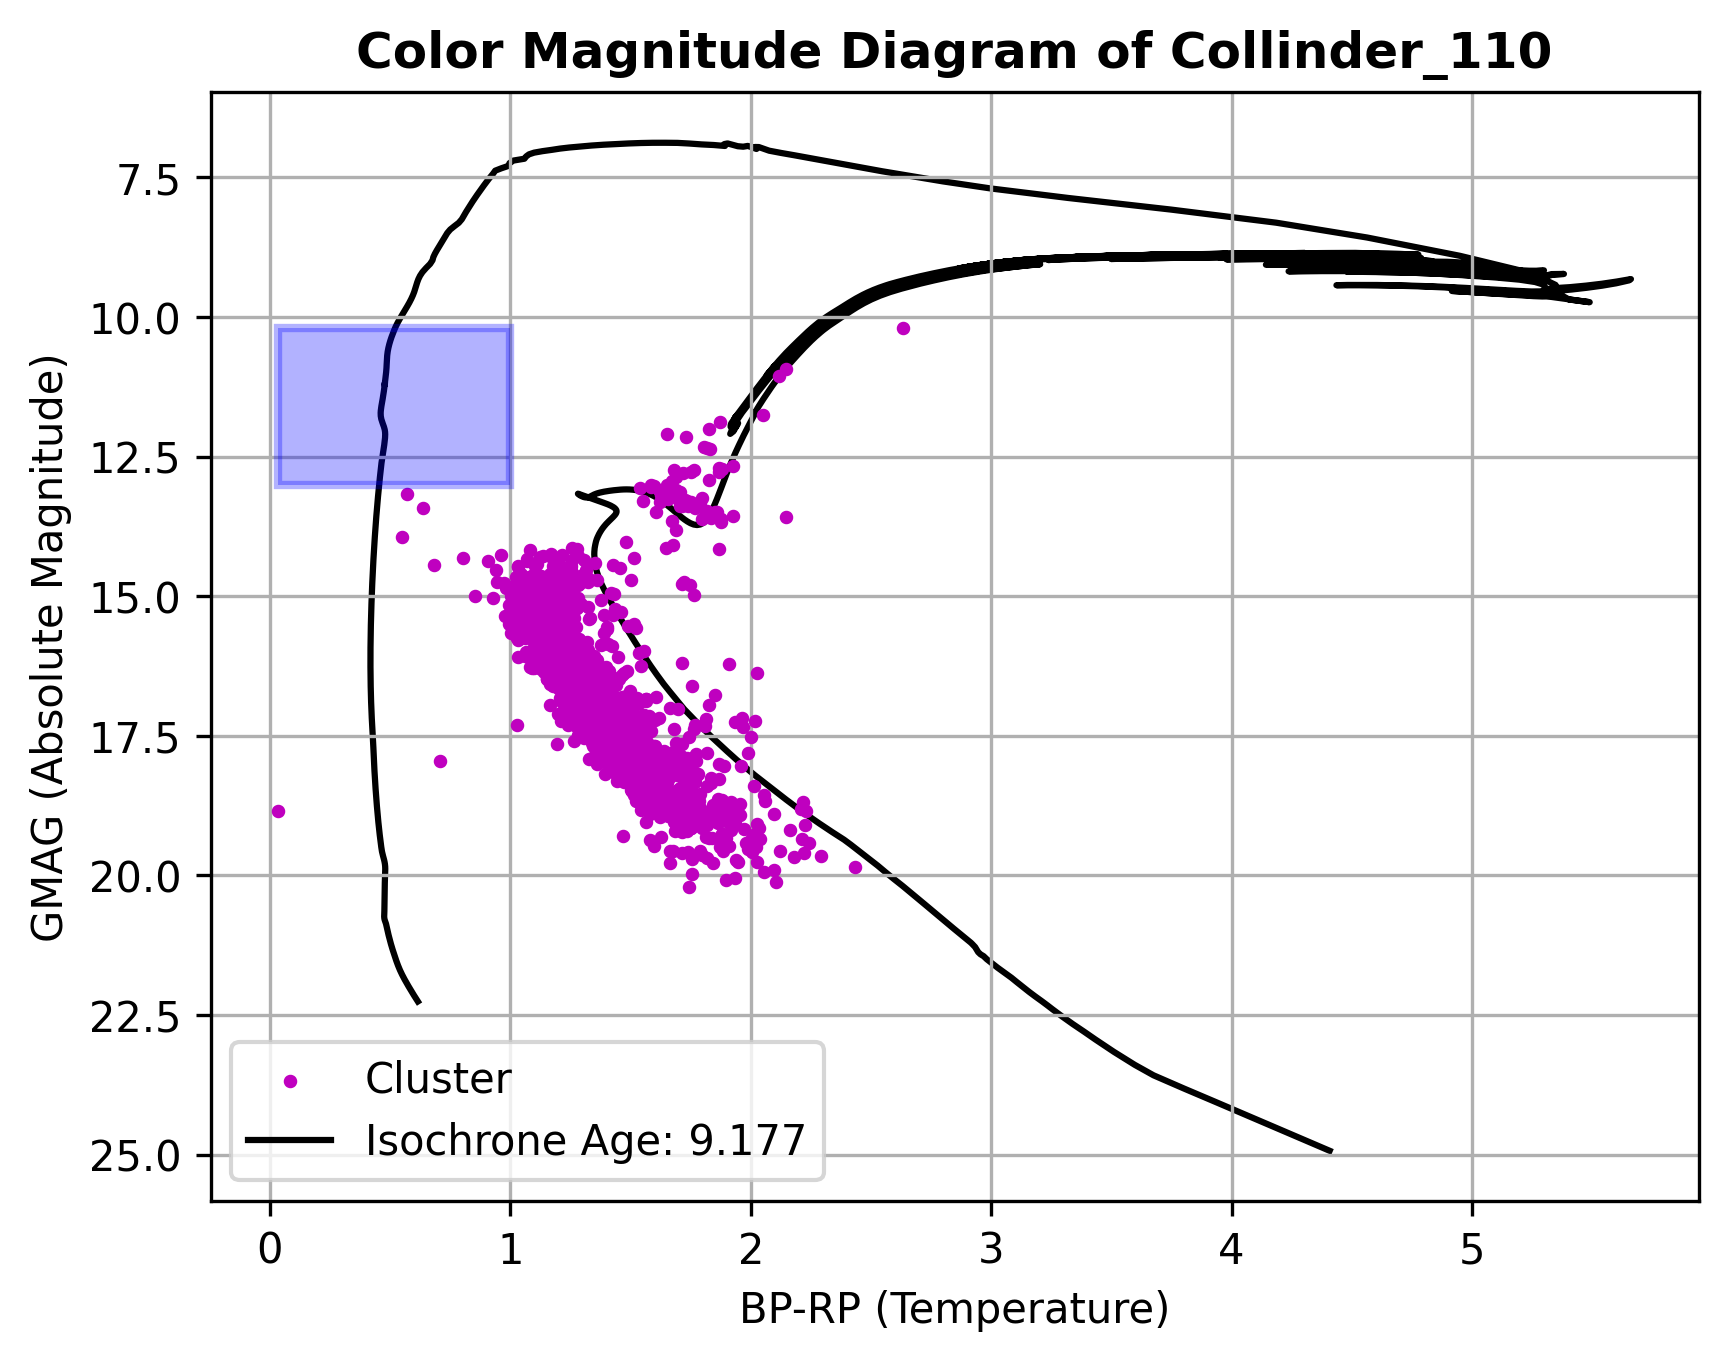 Color Magnitude Diagram of Collinder_110
GMAG (Absolute Magnitude)
7.5
10.0
12.5
15.0
17.5
20.0
22.5
25.0
Cluster
Isochrone Age: 9.177
0 1 2 3 4 5
BP-RP (Temperature)